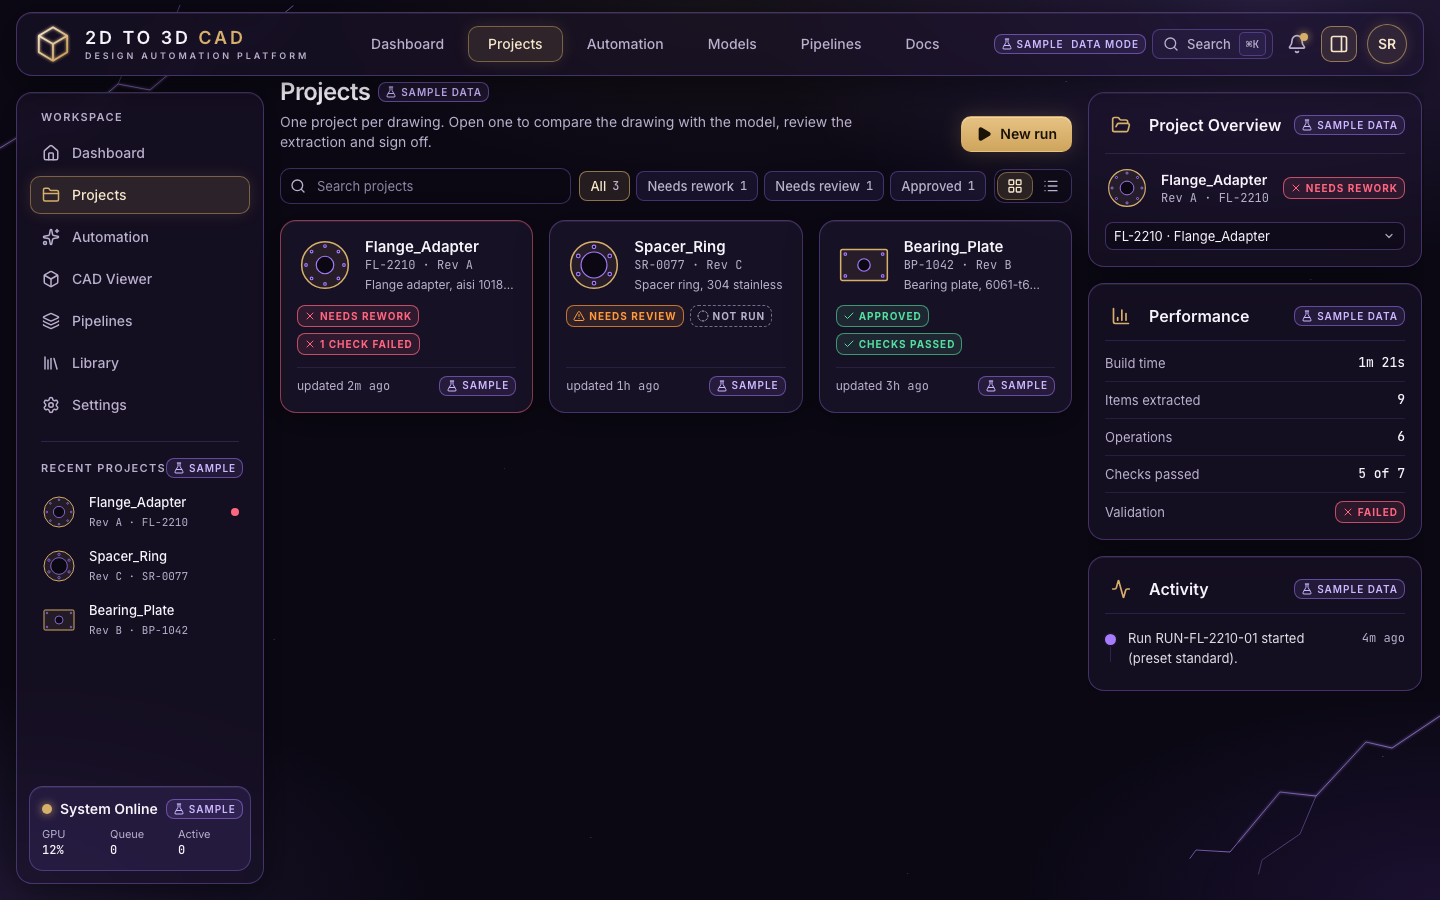 2D TO 3D CAD
DESIGN AUTOMATION PLATFORM
Dashboard
Projects
Automation
Models
Pipelines
Docs
SAMPLE DATA MODE
Search
⌘K
SR
WORKSPACE
Dashboard
Projects
Automation
CAD Viewer
Pipelines
Library
Settings
RECENT PROJECTS
SAMPLE
Flange_Adapter
Rev A · FL-2210
Spacer_Ring
Rev C · SR-0077
Bearing_Plate
Rev B · BP-1042
System Online
SAMPLE
GPU
Queue
Active
12%
0
0
Projects
SAMPLE DATA
One project per drawing. Open one to compare the drawing with the model, review the
extraction and sign off.
New run
Search projects
All 3
Needs rework 1
Needs review 1
Approved 1
Flange_Adapter
FL-2210 · Rev A
Flange adapter, aisi 1018...
NEEDS REWORK
1 CHECK FAILED
updated 2m ago
SAMPLE
Spacer_Ring
SR-0077 · Rev C
Spacer ring, 304 stainless
NEEDS REVIEW
NOT RUN
updated 1h ago
SAMPLE
Bearing_Plate
BP-1042 · Rev B
Bearing plate, 6061-t6...
APPROVED
CHECKS PASSED
updated 3h ago
SAMPLE
Project Overview
SAMPLE DATA
Flange_Adapter
Rev A · FL-2210
NEEDS REWORK
FL-2210 · Flange_Adapter
Performance
SAMPLE DATA
Build time
1m 21s
Items extracted
9
Operations
6
Checks passed
5 of 7
Validation
FAILED
Activity
SAMPLE DATA
Run RUN-FL-2210-01 started
(preset standard).
4m ago